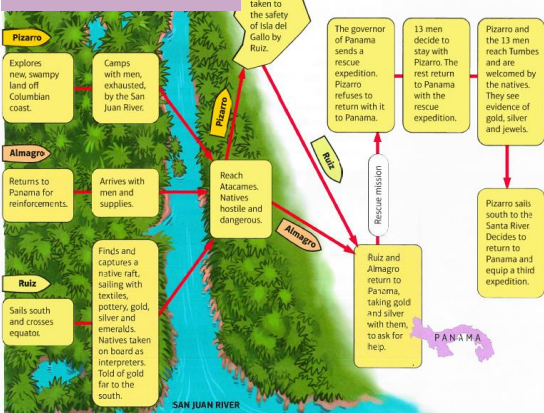 taken to
the safety
of Isla del
Gallo by
Ruiz.
Pizarro
Explores
new, swampy
land off
Columbian
coast.
Camps
with men,
exhausted,
by the San
Juan River.
Almagro
Returns to
Panama for
reinforcements.
Arrives with
men and
supplies.
Ruiz
Sails south
and crosses
equator.
Finds and
captures a
native raft,
sailing with
textiles,
pottery, gold,
silver and
emeralds.
Natives taken
on board as
interpreters.
Told of gold
far to the
south.
Reach
Atacames.
Natives
hostile and
dangerous.
Pizarro
Almagro
Ruiz
Ruiz and
Almagro
return to
Panama,
taking gold
and silver
with them,
to ask for
help.
Rescue mission
The governor
of Panama
sends a
rescue
expedition.
Pizarro
refuses to
return with it
to Panama.
13 men
decide to
stay with
Pizarro. The
rest return
to Panama
with the
rescue
expedition.
Pizarro and
the 13 men
reach Tumbes
and are
welcomed by
the natives.
They see
evidence of
gold, silver
and jewels.
Pizarro sails
south to the
Santa River.
Decides to
return to
Panama and
equip a third
expedition.
PANAMA
SAN JUAN RIVER